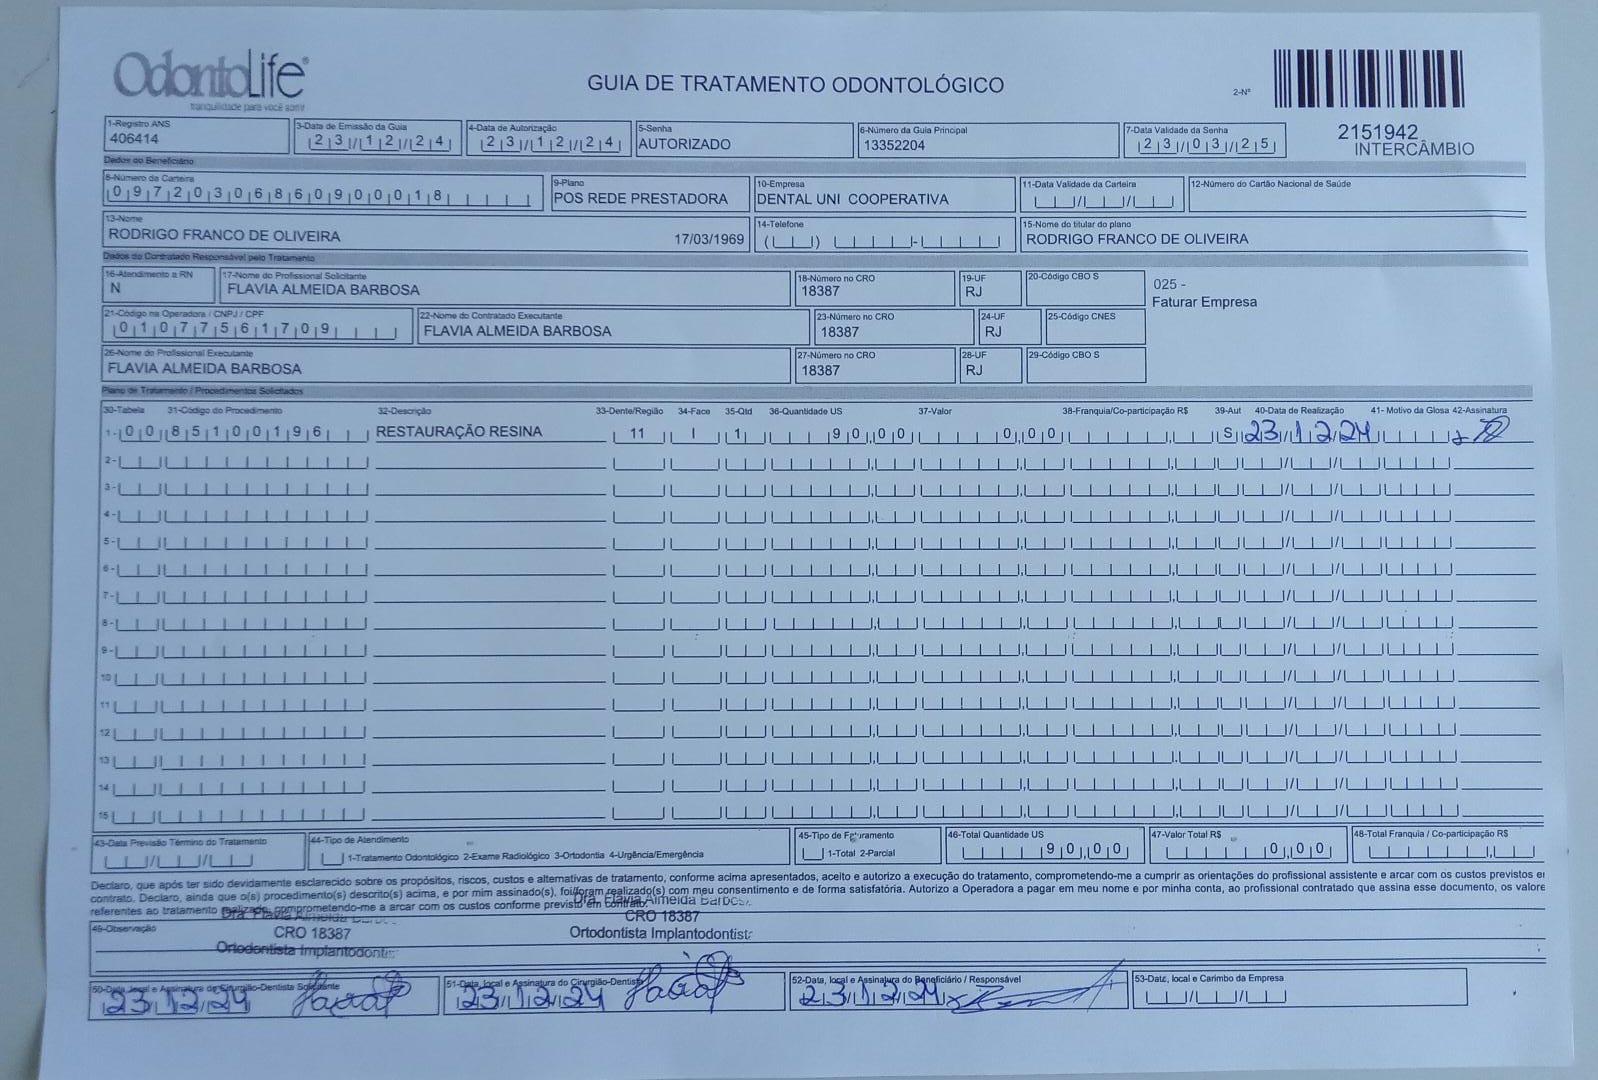 OdontoLife®
tranquilidade para você sorrir
GUIA DE TRATAMENTO ODONTOLÓGICO
2-Nº
2151942
INTERCÂMBIO
1-Registro ANS
406414
3-Data de Emissão da Guia
23/12/24
4-Data de Autorização
23/12/24
5-Senha
AUTORIZADO
6-Número da Guia Principal
13352204
7-Data Validade da Senha
23/03/25
Dados do Beneficiário
8-Número da Carteira
09720306860900018
9-Plano
POS REDE PRESTADORA
10-Empresa
DENTAL UNI COOPERATIVA
11-Data Validade da Carteira
12-Número do Cartão Nacional de Saúde
13-Nome
RODRIGO FRANCO DE OLIVEIRA 17/03/1969
14-Telefone
15-Nome do titular do plano
RODRIGO FRANCO DE OLIVEIRA
Dados do Contratado Responsável pelo Tratamento
16-Atendimento a RN
N
17-Nome do Profissional Solicitante
FLAVIA ALMEIDA BARBOSA
18-Número no CRO
18387
19-UF
RJ
20-Código CBO S
025 -
Faturar Empresa
21-Código na Operadora / CNPJ / CPF
01077561709
22-Nome do Contratado Executante
FLAVIA ALMEIDA BARBOSA
23-Número no CRO
18387
24-UF
RJ
25-Código CNES
26-Nome do Profissional Executante
FLAVIA ALMEIDA BARBOSA
27-Número no CRO
18387
28-UF
RJ
29-Código CBO S
Plano de Tratamento / Procedimentos Solicitados
30-Tabela 31-Código do Procedimento 32-Descrição 33-Dente/Região 34-Face 35-Qtd 36-Quantidade US 37-Valor 38-Franquia/Co-participação R$ 39-Aut 40-Data de Realização 41- Motivo da Glosa 42-Assinatura
1- 00 85100196 RESTAURAÇÃO RESINA 11 I 1 90,00 0,00 S 23/12/24
2-
3-
4-
5-
6-
7-
8-
9-
10
11
12
13
14
15
43-Data Previsão Término do Tratamento
44-Tipo de Atendimento
1-Tratamento Odontológico 2-Exame Radiológico 3-Ortodontia 4-Urgência/Emergência
45-Tipo de Faturamento
1-Total 2-Parcial
46-Total Quantidade US
90,00
47-Valor Total R$
0,00
48-Total Franquia / Co-participação R$
Declaro, que após ter sido devidamente esclarecido sobre os propósitos, riscos, custos e alternativas de tratamento, conforme acima apresentados, aceito e autorizo a execução do tratamento, comprometendo-me a cumprir as orientações do profissional assistente e arcar com os custos previstos em
contrato. Declaro, ainda que o(s) procedimento(s) descrito(s) acima, e por mim assinado(s), foi/foram realizado(s) com meu consentimento e de forma satisfatória. Autorizo a Operadora a pagar em meu nome e por minha conta, ao profissional contratado que assina esse documento, os valore
referentes ao tratamento realizado, comprometendo-me a arcar com os custos conforme previsto em contrato.
49-Observação
Dra. Flavia Almeida Barbosa
CRO 18387
Ortodontista Implantodontis
Dra. Flavia Almeida Barbosa
CRO 18387
Ortodontista Implantodontista
50-Data, local e Assinatura do Cirurgião-Dentista Solicitante
23/12/24
51-Data, local e Assinatura do Cirurgião-Dentista
23/12/24
52-Data, local e Assinatura do Beneficiário / Responsável
23/12/24
53-Data, local e Carimbo da Empresa